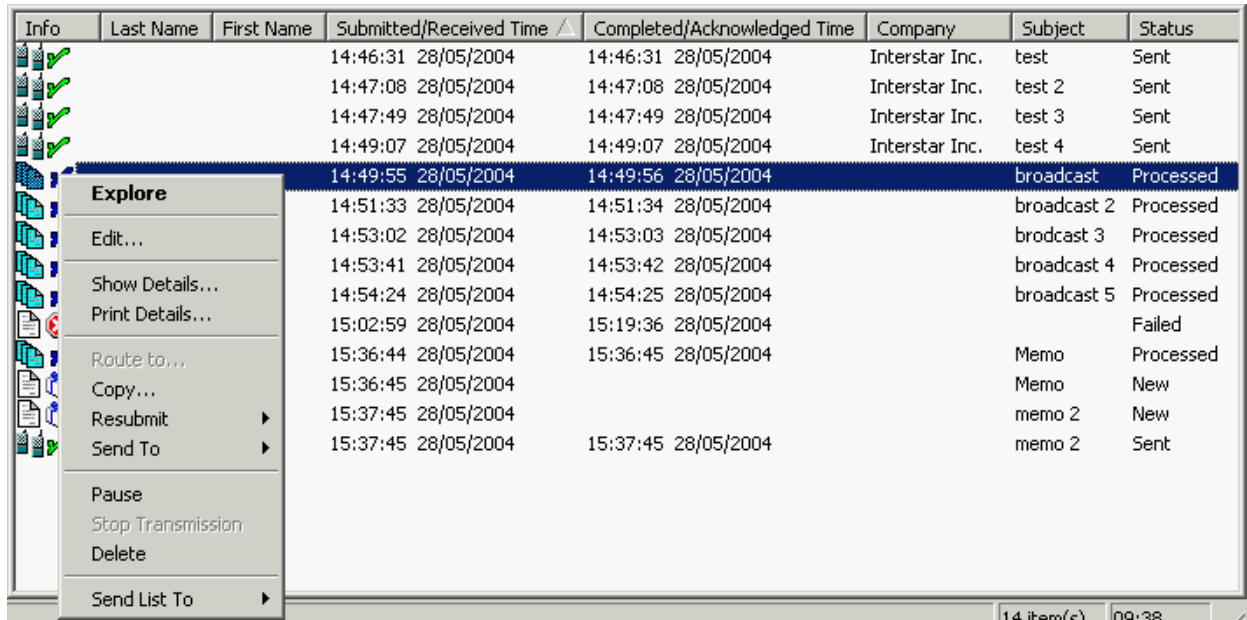 Info Last Name First Name Submitted/Received Time Completed/Acknowledged Time Company Subject Status
14:46:31 28/05/2004 14:46:31 28/05/2004 Interstar Inc. test Sent
14:47:08 28/05/2004 14:47:08 28/05/2004 Interstar Inc. test 2 Sent
14:47:49 28/05/2004 14:47:49 28/05/2004 Interstar Inc. test 3 Sent
14:49:07 28/05/2004 14:49:07 28/05/2004 Interstar Inc. test 4 Sent
14:49:55 28/05/2004 14:49:56 28/05/2004 broadcast Processed
Explore
14:51:33 28/05/2004 14:51:34 28/05/2004 broadcast 2 Processed
Edit... 14:53:02 28/05/2004 14:53:03 28/05/2004 brodcast 3 Processed
14:53:41 28/05/2004 14:53:42 28/05/2004 broadcast 4 Processed
Show Details...
14:54:24 28/05/2004 14:54:25 28/05/2004 broadcast 5 Processed
Print Details...
15:02:59 28/05/2004 15:19:36 28/05/2004 Failed
Route to... 15:36:44 28/05/2004 15:36:45 28/05/2004 Memo Processed
Copy... 15:36:45 28/05/2004 Memo New
Resubmit 15:37:45 28/05/2004 memo 2 New
Send To 15:37:45 28/05/2004 15:37:45 28/05/2004 memo 2 Sent
Pause
Stop Transmission
Delete
Send List To
14 item(s) 09:38